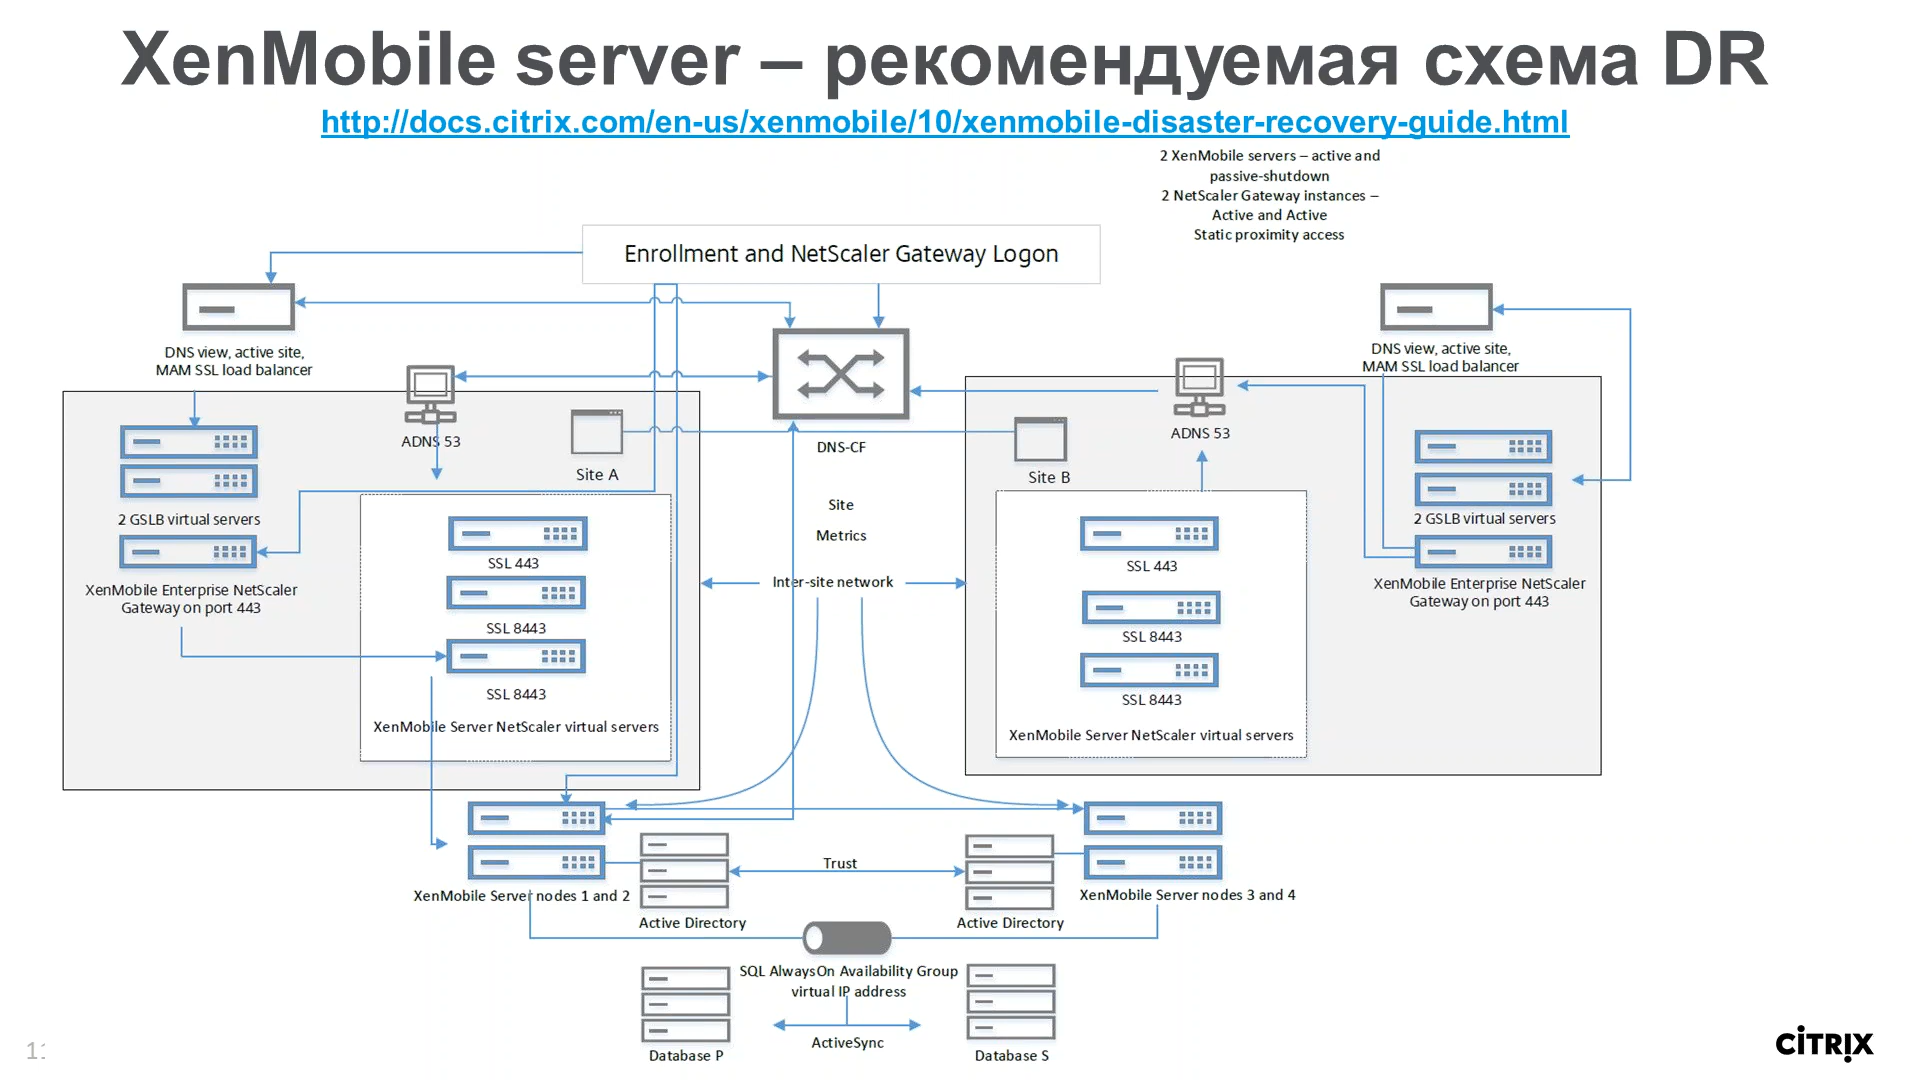 XenMobile server – рекомендуемая схема DR
http://docs.citrix.com/en-us/xenmobile/10/xenmobile-disaster-recovery-guide.html
2 XenMobile servers – active and
passive-shutdown
2 NetScaler Gateway instances –
Active and Active
Static proximity access
Enrollment and NetScaler Gateway Logon
DNS view, active site,
MAM SSL load balancer
DNS view, active site,
MAM SSL load balancer
ADNS 53
Site A
DNS-CF
Site B
ADNS 53
2 GSLB virtual servers
2 GSLB virtual servers
Site
Metrics
Inter-site network
XenMobile Enterprise NetScaler
Gateway on port 443
SSL 443
SSL 8443
SSL 8443
XenMobile Server NetScaler virtual servers
SSL 443
SSL 8443
SSL 8443
XenMobile Server NetScaler virtual servers
XenMobile Enterprise NetScaler
Gateway on port 443
XenMobile Server nodes 1 and 2
Active Directory
Trust
Active Directory
XenMobile Server nodes 3 and 4
SQL AlwaysOn Availability Group
virtual IP address
ActiveSync
Database P
Database S
CITRIX